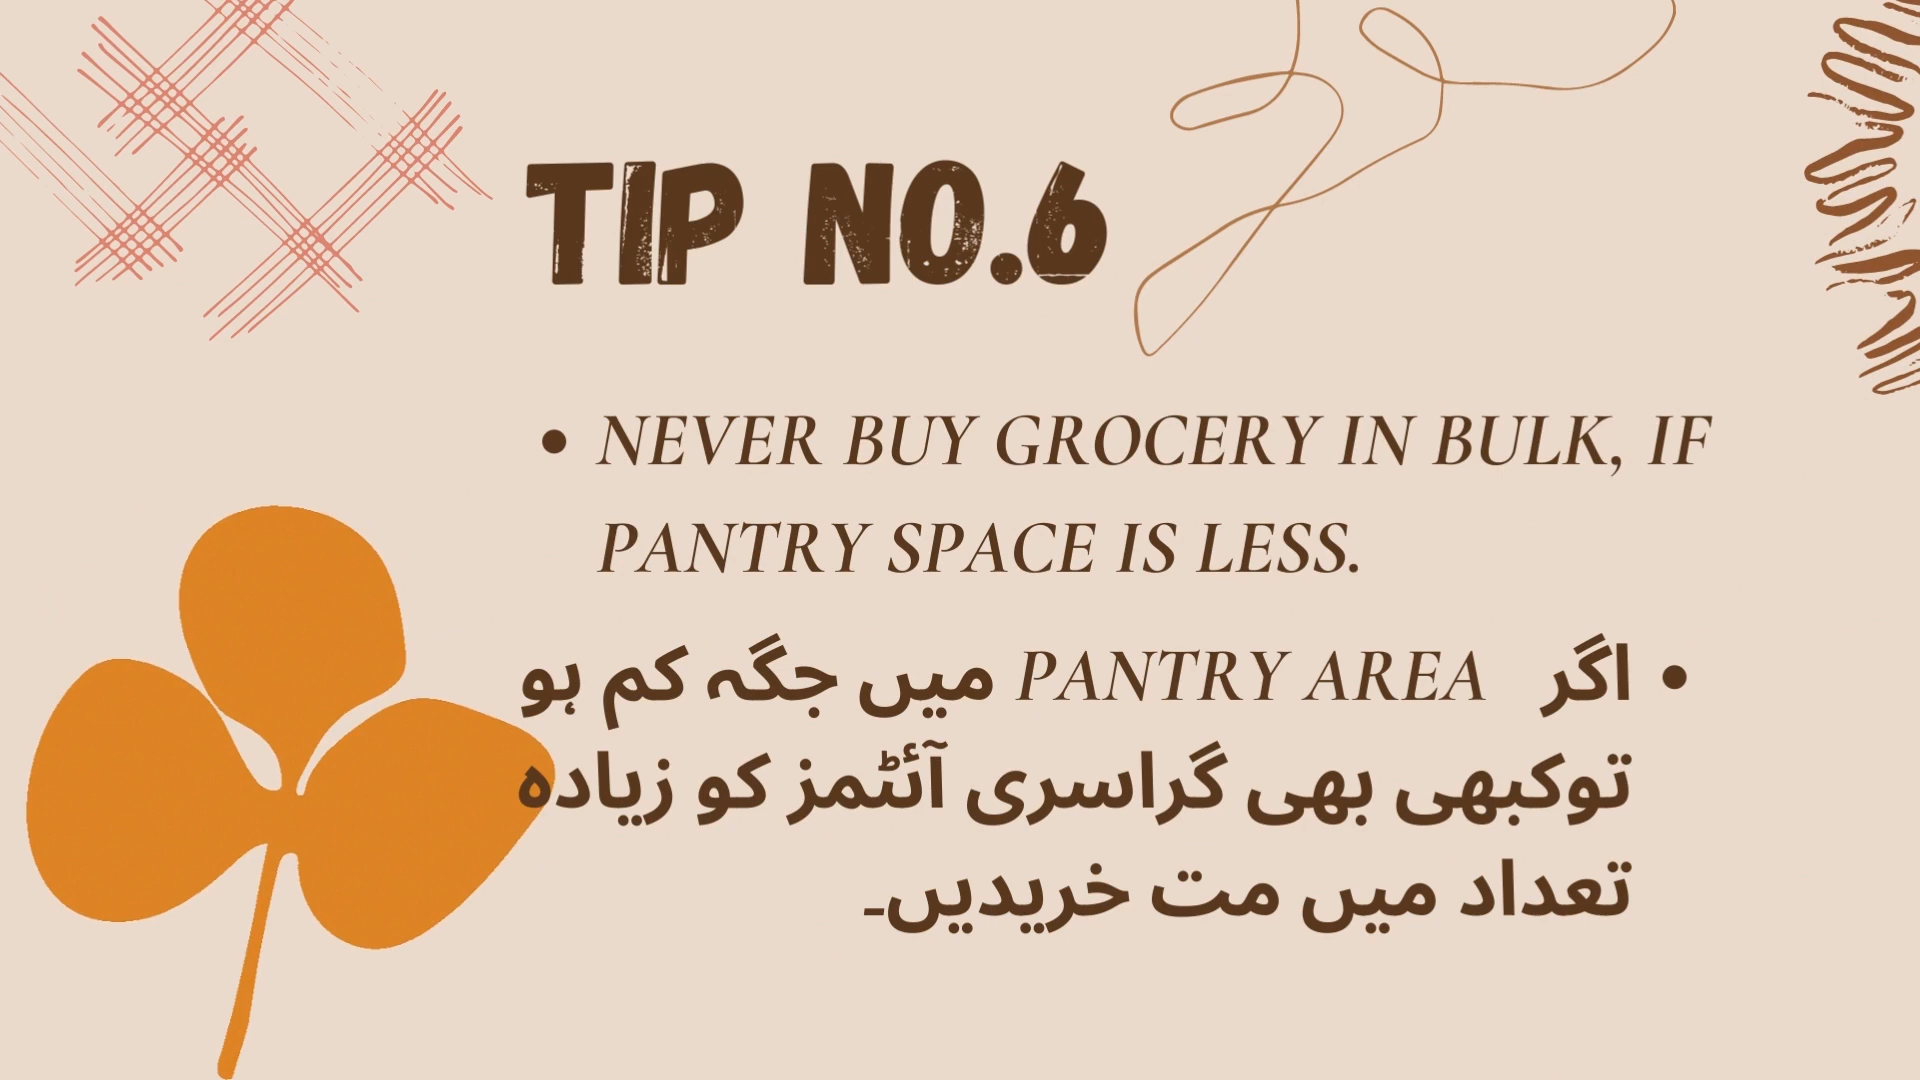 TIP NO.6
• NEVER BUY GROCERY IN BULK, IF
PANTRY SPACE IS LESS.
• اگر PANTRY AREA میں جگہ کم ہو
توکبھی بھی گراسری آئٹمز کو زیادہ
تعداد میں مت خریدیں۔